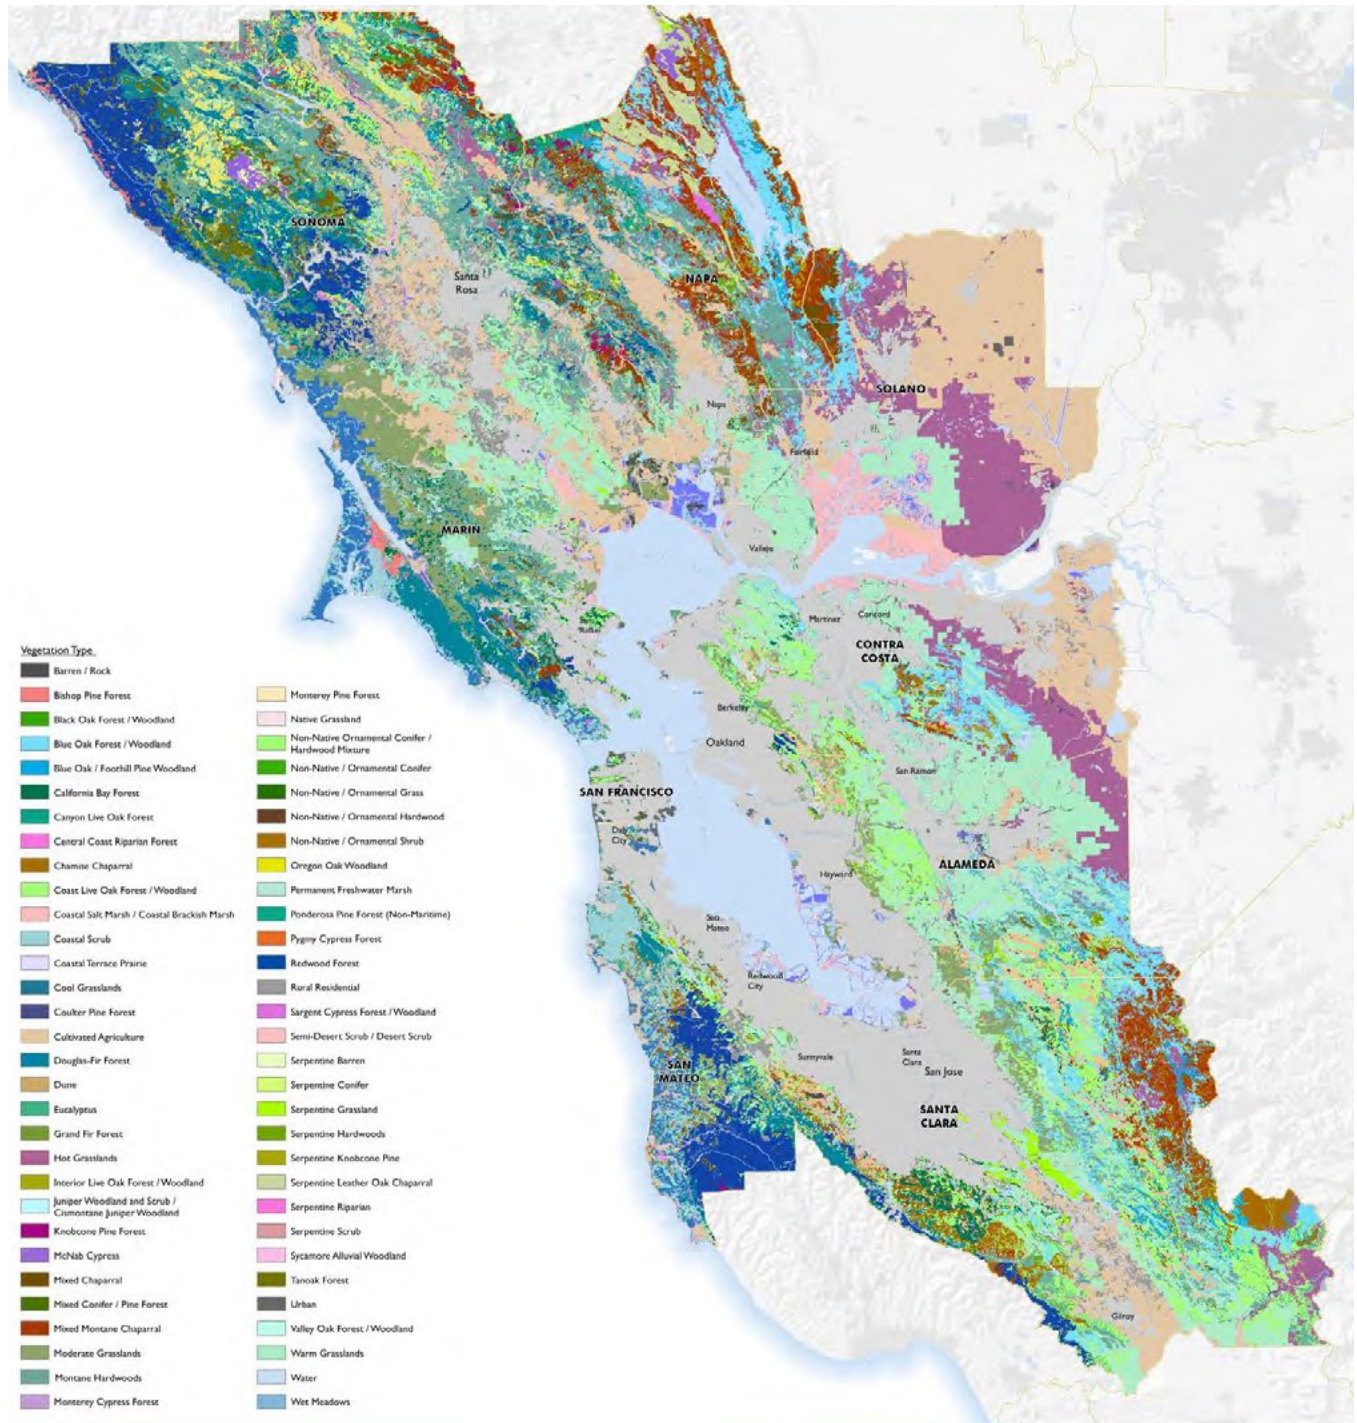 SONOMA
Santa
Rosa
NAPA
SOLANO
Napa
Fairfield
MARIN
Vallejo
Martinez
Concord
CONTRA
COSTA
Rafael
Berkeley
Oakland
San Ramon
SAN FRANCISCO
Daly
City
ALAMEDA
Hayward
San
Mateo
Redwood
City
SAN
MATEO
Sunnyvale
Santa
Clara
San Jose
SANTA
CLARA
Gilroy
Vegetation Type
Barren / Rock
Bishop Pine Forest
Black Oak Forest / Woodland
Blue Oak Forest / Woodland
Blue Oak / Foothill Pine Woodland
California Bay Forest
Canyon Live Oak Forest
Central Coast Riparian Forest
Chamise Chaparral
Coast Live Oak Forest / Woodland
Coastal Salt Marsh / Coastal Brackish Marsh
Coastal Scrub
Coastal Terrace Prairie
Cool Grasslands
Coulter Pine Forest
Cultivated Agriculture
Douglas-Fir Forest
Dune
Eucalyptus
Grand Fir Forest
Hot Grasslands
Interior Live Oak Forest / Woodland
Juniper Woodland and Scrub /
Cismontane Juniper Woodland
Knobcone Pine Forest
McNab Cypress
Mixed Chaparral
Mixed Conifer / Pine Forest
Mixed Montane Chaparral
Moderate Grasslands
Montane Hardwoods
Monterey Cypress Forest
Monterey Pine Forest
Native Grassland
Non-Native Ornamental Conifer /
Hardwood Mixture
Non-Native / Ornamental Conifer
Non-Native / Ornamental Grass
Non-Native / Ornamental Hardwood
Non-Native / Ornamental Shrub
Oregon Oak Woodland
Permanent Freshwater Marsh
Ponderosa Pine Forest (Non-Maritime)
Pygmy Cypress Forest
Redwood Forest
Rural Residential
Sargent Cypress Forest / Woodland
Semi-Desert Scrub / Desert Scrub
Serpentine Barren
Serpentine Conifer
Serpentine Grassland
Serpentine Hardwoods
Serpentine Knobcone Pine
Serpentine Leather Oak Chaparral
Serpentine Riparian
Serpentine Scrub
Sycamore Alluvial Woodland
Tanoak Forest
Urban
Valley Oak Forest / Woodland
Warm Grasslands
Water
Wet Meadows